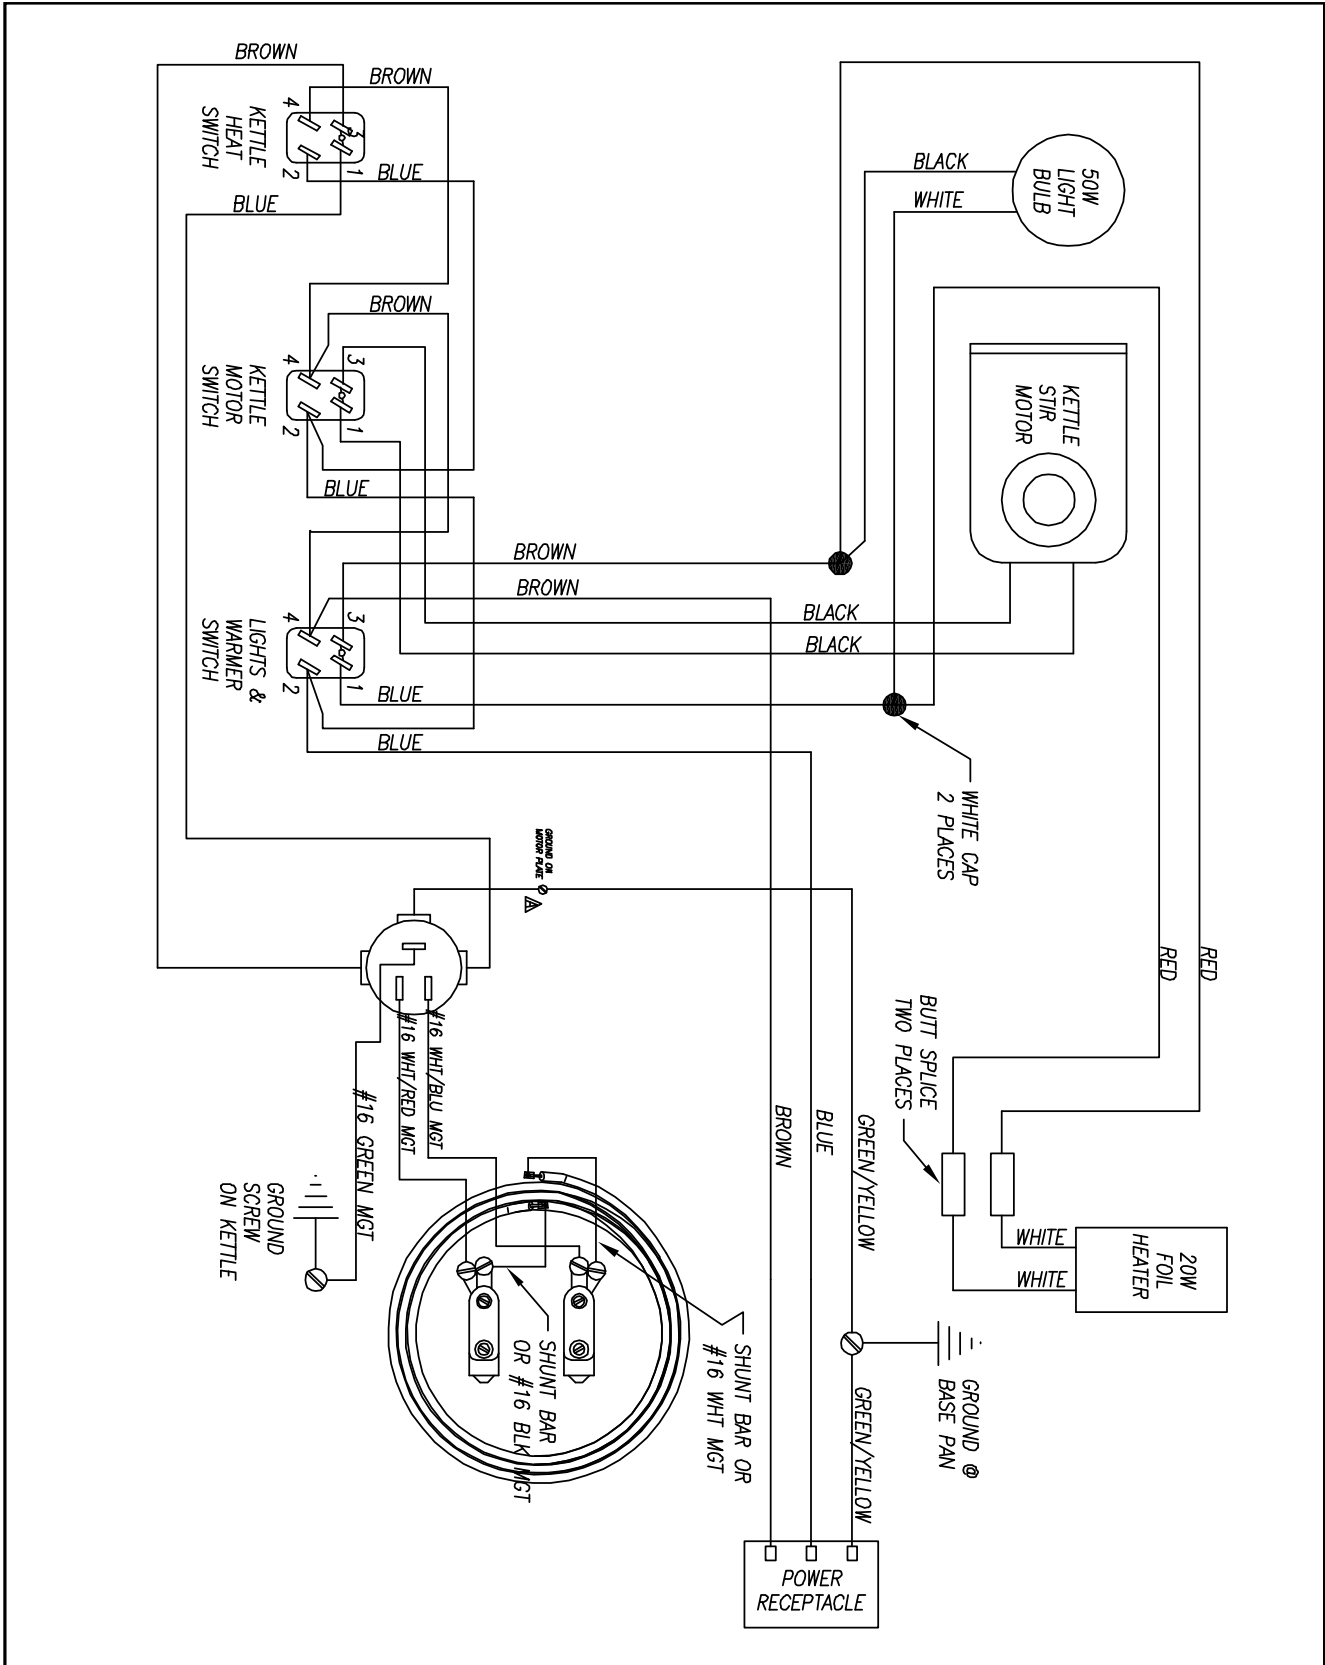 BROWN
BROWN
4
3
1
2
KETTLE
HEAT
SWITCH
BLUE
BLUE
BROWN
4
3
1
2
KETTLE
MOTOR
SWITCH
BLUE
BROWN
BROWN
4
3
1
2
LIGHTS &
WARMER
SWITCH
BLUE
BLUE
BLACK
WHITE
50W
LIGHT
BULB
KETTLE
STIR
MOTOR
BLACK
BLACK
WHITE CAP
2 PLACES
GROUND ON
MOTOR PLATE
A
RED
RED
BUTT SPLICE
TWO PLACES
#16 WHT/BLU MGT
#16 WHT/RED MGT
#16 GREEN MGT
GROUND
SCREW
ON KETTLE
BROWN
BLUE
GREEN/YELLOW
WHITE
WHITE
20W
FOIL
HEATER
SHUNT BAR OR
#16 WHT MGT
SHUNT BAR
OR #16 BLK MGT
GROUND @
BASE PAN
GREEN/YELLOW
POWER
RECEPTACLE